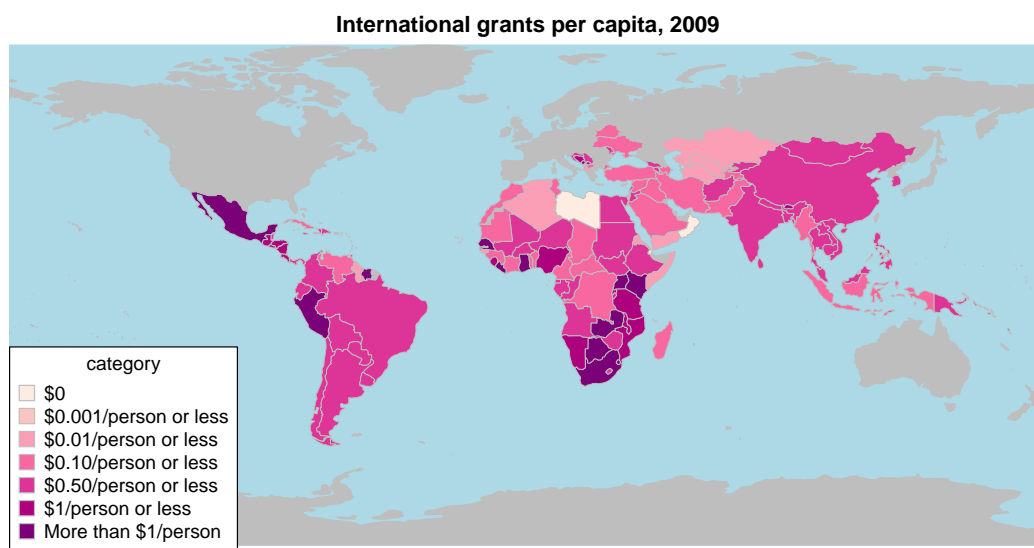 International grants per capita, 2009
category
$0
$0.001/person or less
$0.01/person or less
$0.10/person or less
$0.50/person or less
$1/person or less
More than $1/person